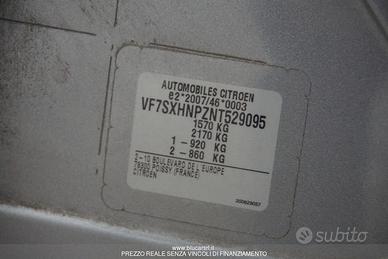 AUTOMOBILES CITROEN
e2*2007/46*0003
VF7SXHNPZNT529095
1570 KG
2170 KG
1 - 920 KG
2 - 860 KG
2-10 BOULEVARD DE L'EUROPE
78300 POISSY (FRANCE)
CITROËN
subito
www.blucarbef.it
PREZZO REALE SENZA VINCOLI DI FINANZIAMENTO